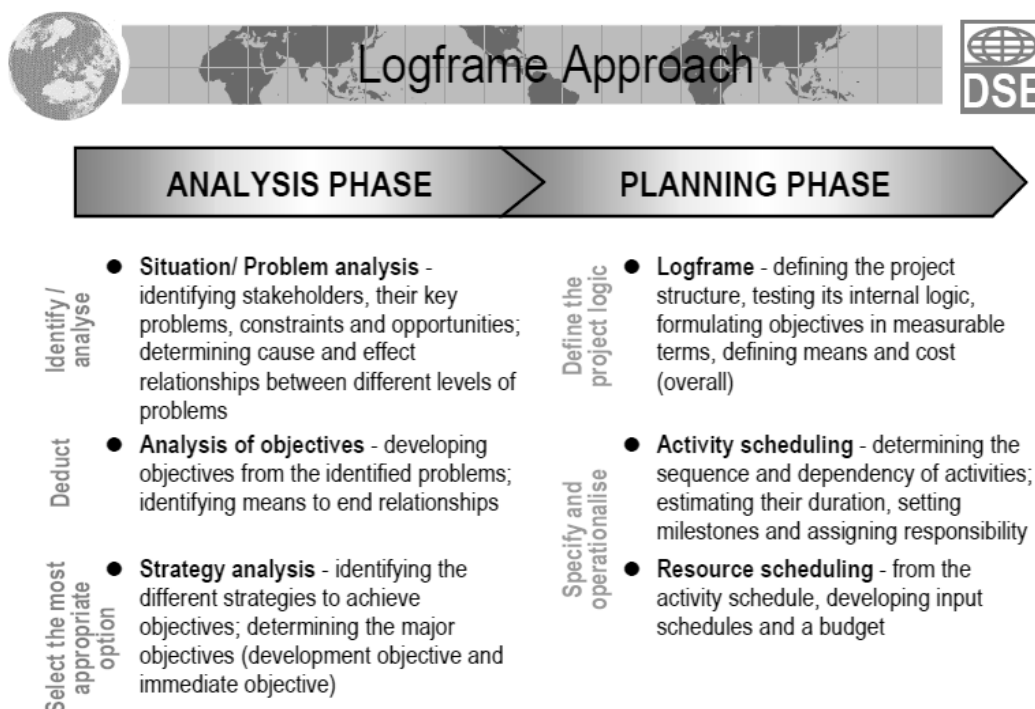 Logframe Approach
DSE
ANALYSIS PHASE
PLANNING PHASE
Identify /
analyse
● Situation/ Problem analysis -
identifying stakeholders, their key
problems, constraints and opportunities;
determining cause and effect
relationships between different levels of
problems
Deduct
● Analysis of objectives - developing
objectives from the identified problems;
identifying means to end relationships
Select the most
appropriate
option
● Strategy analysis - identifying the
different strategies to achieve
objectives; determining the major
objectives (development objective and
immediate objective)
Define the
project logic
● Logframe - defining the project
structure, testing its internal logic,
formulating objectives in measurable
terms, defining means and cost
(overall)
Specify and
operationalise
● Activity scheduling - determining the
sequence and dependency of activities;
estimating their duration, setting
milestones and assigning responsibility
● Resource scheduling - from the
activity schedule, developing input
schedules and a budget